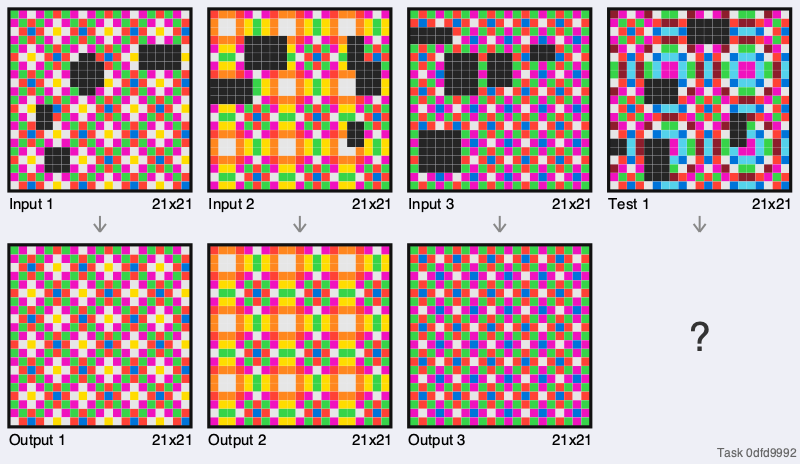 Input 1 21x21
Input 2 21x21
Input 3 21x21
Test 1 21x21
?
Output 1 21x21
Output 2 21x21
Output 3 21x21
Task 0dfd9992